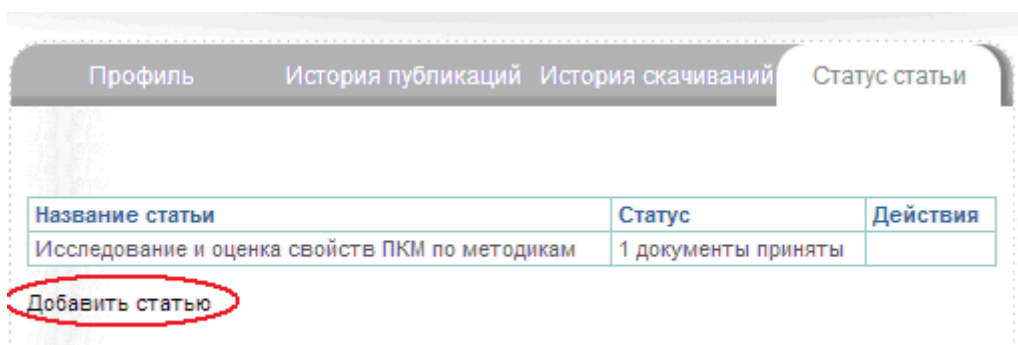 Профиль История публикаций История скачиваний Статус статьи
Название статьи Статус Действия
Исследование и оценка свойств ПКМ по методикам 1 документы приняты
Добавить статью